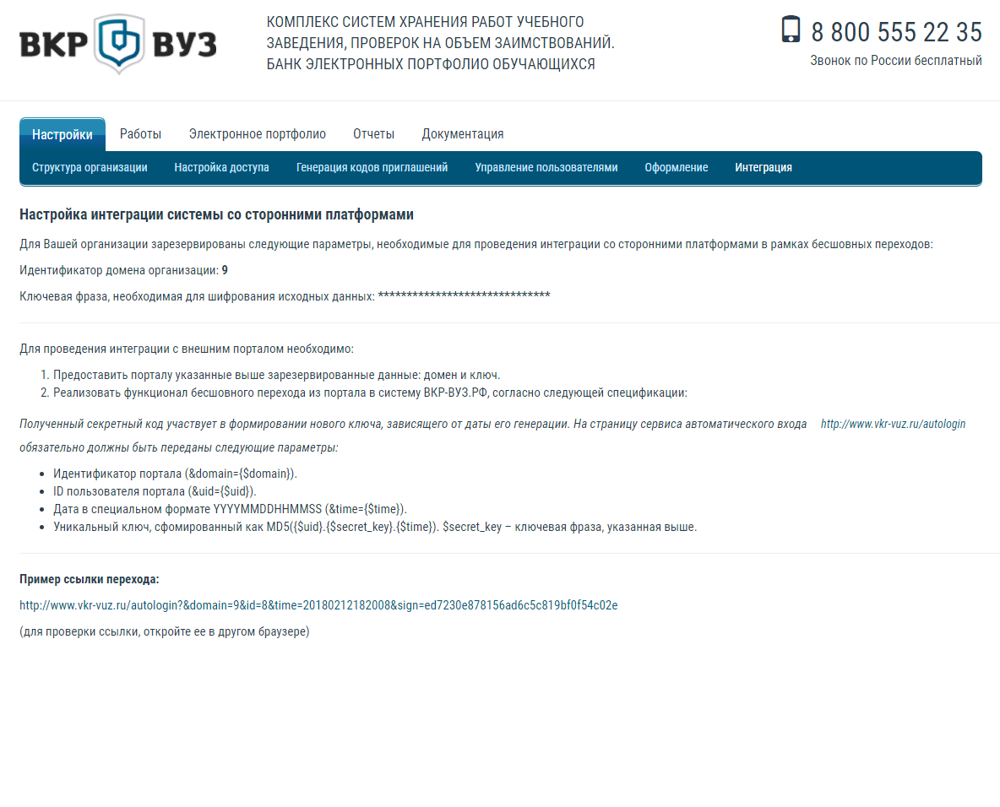 ВКР ВУЗ
КОМПЛЕКС СИСТЕМ ХРАНЕНИЯ РАБОТ УЧЕБНОГО
ЗАВЕДЕНИЯ, ПРОВЕРОК НА ОБЪЕМ ЗАИМСТВОВАНИЙ.
БАНК ЭЛЕКТРОННЫХ ПОРТФОЛИО ОБУЧАЮЩИХСЯ
8 800 555 22 35
Звонок по России бесплатный
Настройки Работы Электронное портфолио Отчеты Документация
Структура организации Настройка доступа Генерация кодов приглашений Управление пользователями Оформление Интеграция
Настройка интеграции системы со сторонними платформами
Для Вашей организации зарезервированы следующие параметры, необходимые для проведения интеграции со сторонними платформами в рамках бесшовных переходов:
Идентификатор домена организации: 9
Ключевая фраза, необходимая для шифрования исходных данных: ******************************
Для проведения интеграции с внешним порталом необходимо:
1. Предоставить порталу указанные выше зарезервированные данные: домен и ключ.
2. Реализовать функционал бесшовного перехода из портала в систему ВКР-ВУЗ.РФ, согласно следующей спецификации:
Полученный секретный код участвует в формировании нового ключа, зависящего от даты его генерации. На страницу сервиса автоматического входа http://www.vkr-vuz.ru/autologin
обязательно должны быть переданы следующие параметры:
• Идентификатор портала (&domain={$domain}).
• ID пользователя портала (&uid={$uid}).
• Дата в специальном формате YYYYMMDDHHMMSS (&time={$time}).
• Уникальный ключ, сфомированный как MD5({$uid}.{$secret_key}.{$time}). $secret_key – ключевая фраза, указанная выше.
Пример ссылки перехода:
http://www.vkr-vuz.ru/autologin?&domain=9&id=8&time=20180212182008&sign=ed7230e878156ad6c5c819bf0f54c02e
(для проверки ссылки, откройте ее в другом браузере)